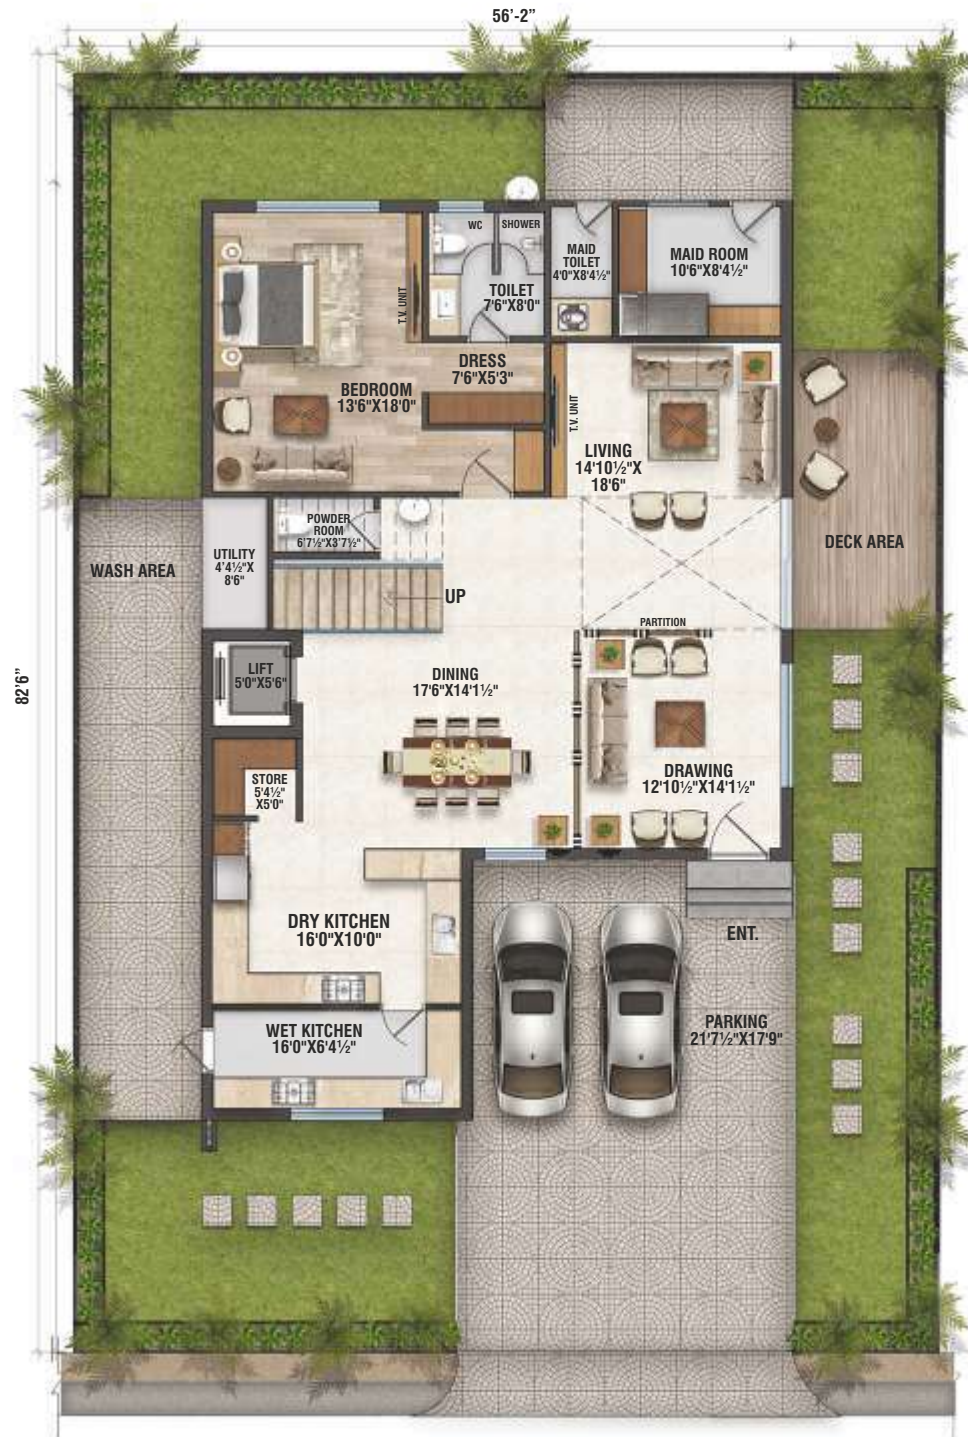 56'-2"
WC
SHOWER
MAID
TOILET
4'0"X8'4½"
MAID ROOM
10'6"X8'4½"
TOILET
7'6"X8'0"
T.V. UNIT
DRESS
7'6"X5'3"
BEDROOM
13'6"X18'0"
T.V. UNIT
LIVING
14'10½"X
18'6"
POWDER
ROOM
6'7½"X3'7½"
DECK AREA
WASH AREA
UTILITY
4'4½"X
8'6"
UP
PARTITION
82'6"
LIFT
5'0"X5'6"
DINING
17'6"X14'1½"
STORE
5'4½"
X5'0"
DRAWING
12'10½"X14'1½"
DRY KITCHEN
16'0"X10'0"
ENT.
WET KITCHEN
16'0"X6'4½"
PARKING
21'7½"X17'9"